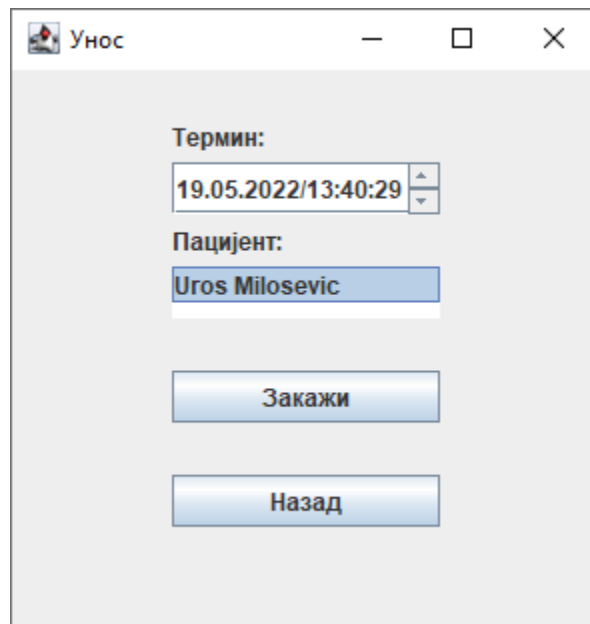 Унос
Термин:
19.05.2022/13:40:29
Пацијент:
Uros Milosevic
Закажи
Назад